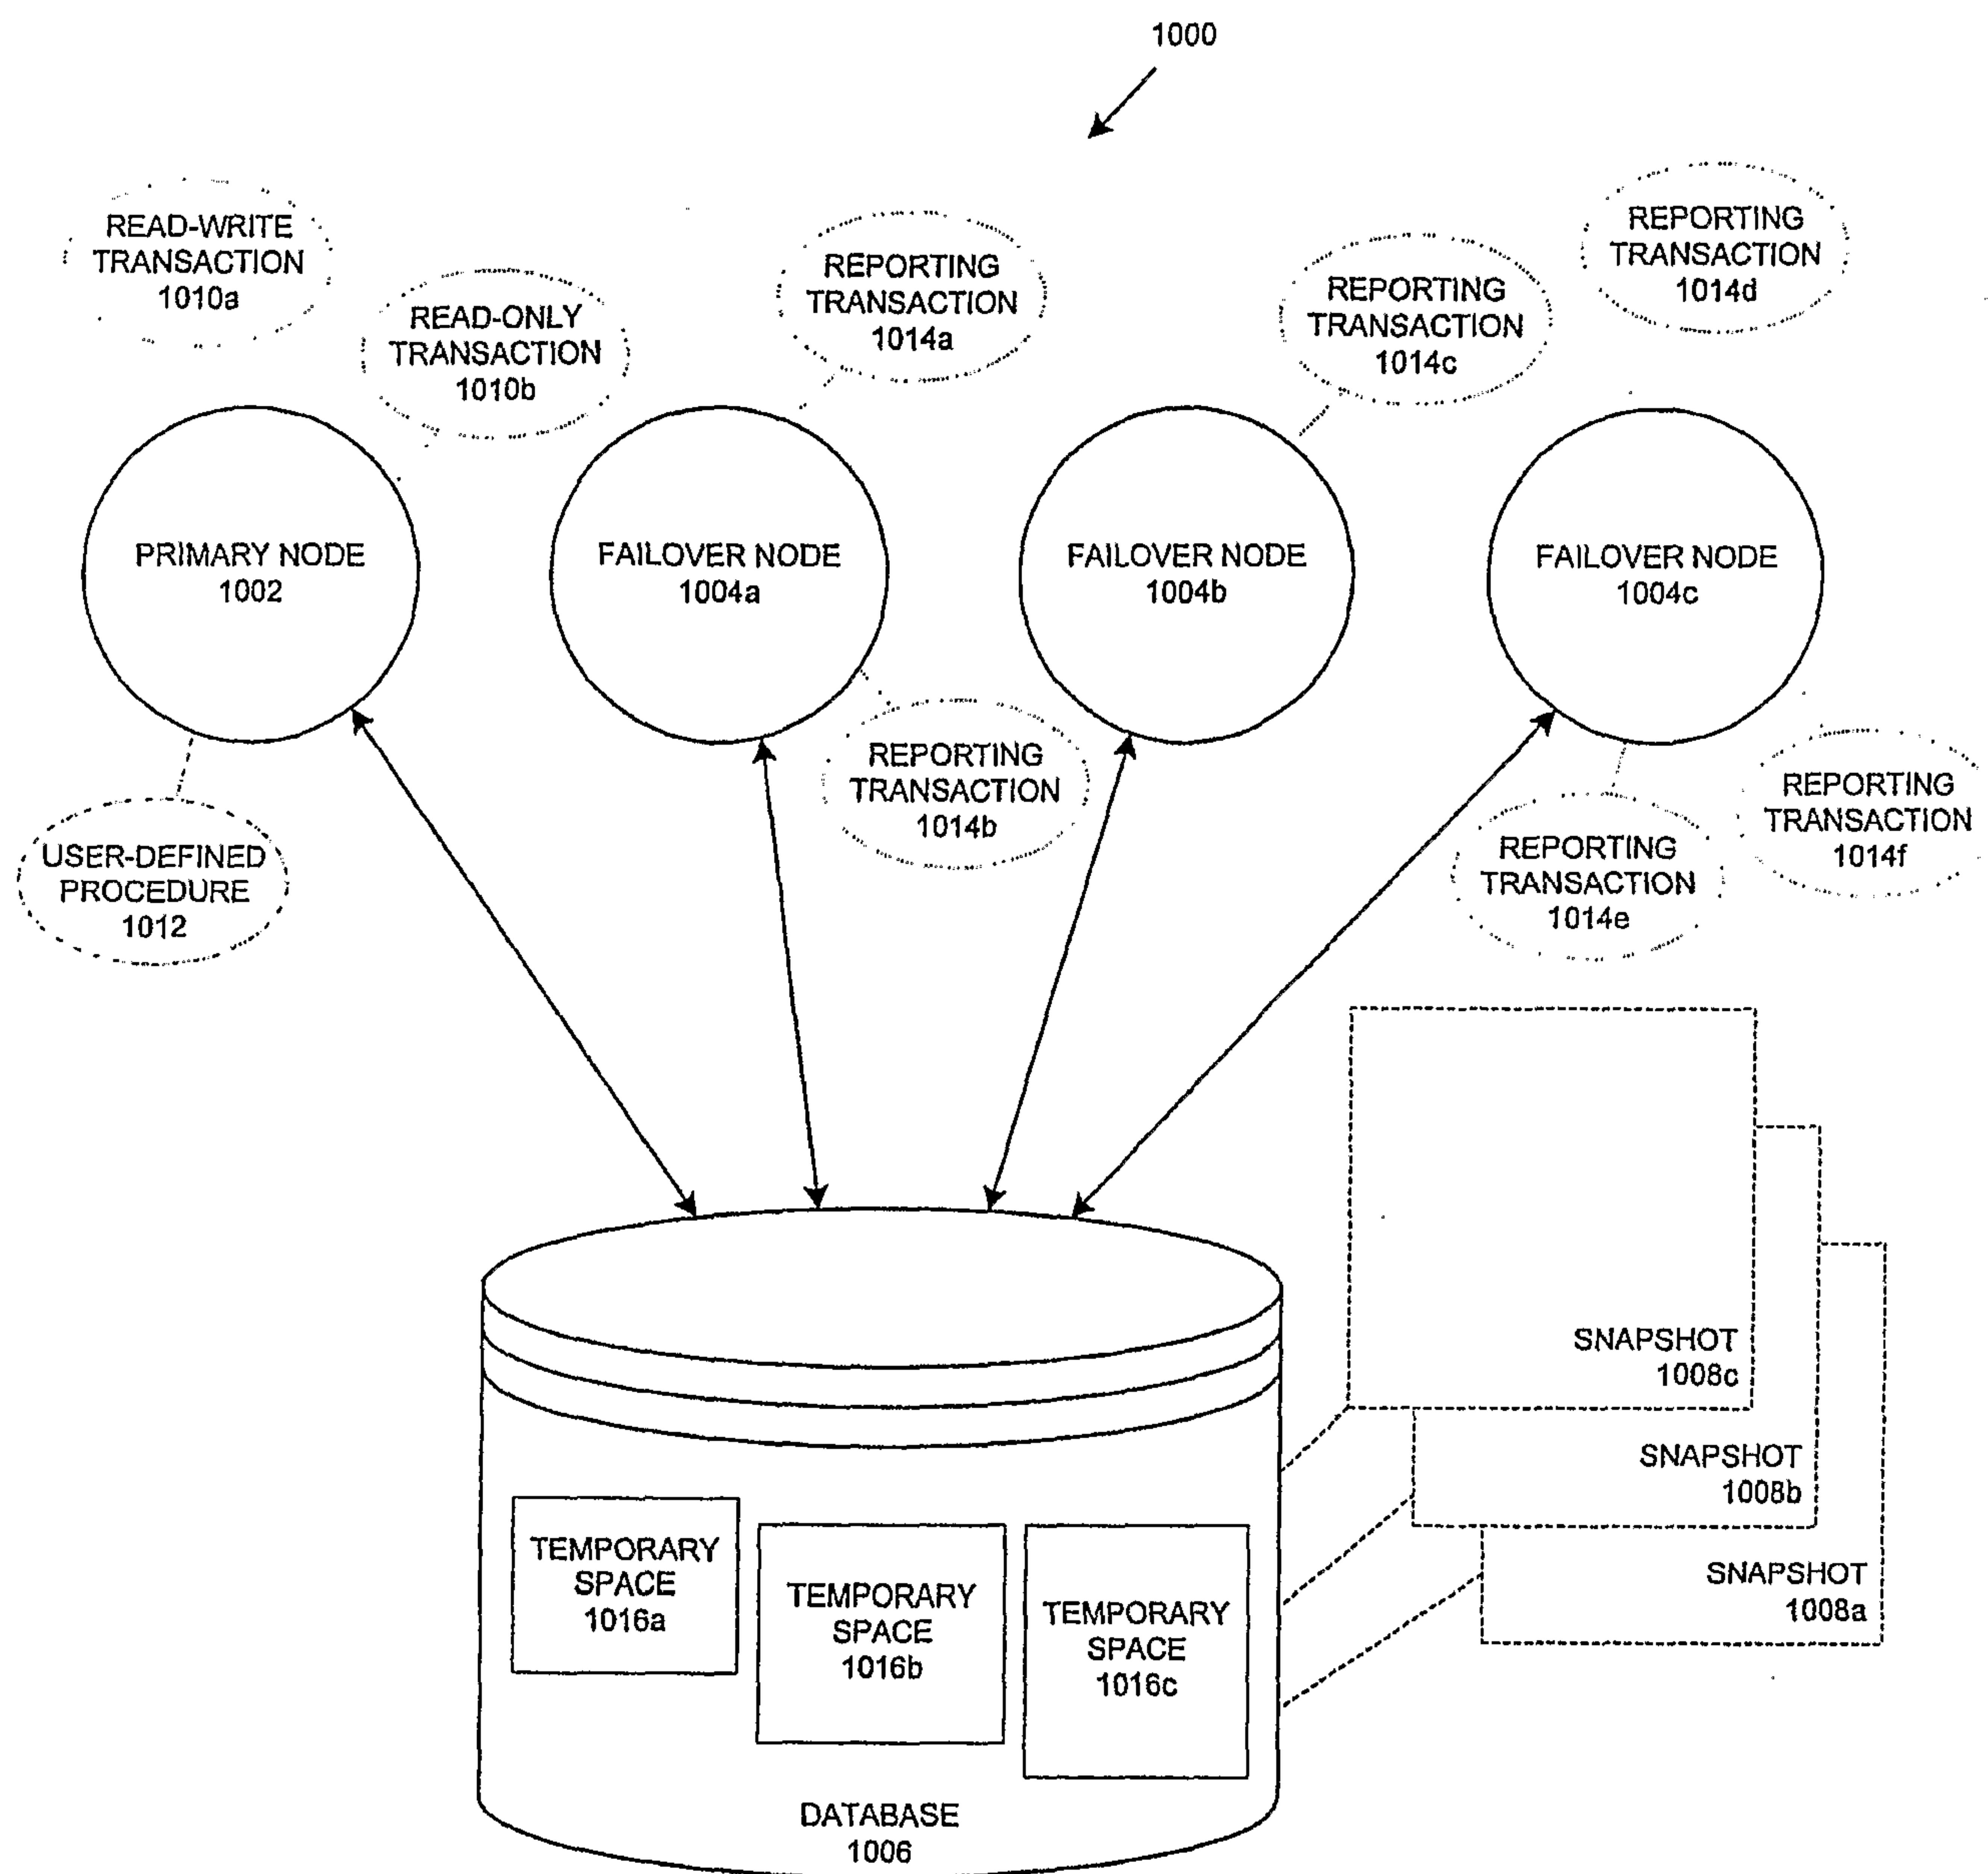 1000
READ-WRITE
TRANSACTION
1010a
READ-ONLY
TRANSACTION
1010b
REPORTING
TRANSACTION
1014a
REPORTING
TRANSACTION
1014c
REPORTING
TRANSACTION
1014d
PRIMARY NODE
1002
FAILOVER NODE
1004a
FAILOVER NODE
1004b
FAILOVER NODE
1004c
USER-DEFINED
PROCEDURE
1012
REPORTING
TRANSACTION
1014b
REPORTING
TRANSACTION
1014e
REPORTING
TRANSACTION
1014f
SNAPSHOT
1008c
SNAPSHOT
1008b
SNAPSHOT
1008a
TEMPORARY
SPACE
1016a
TEMPORARY
SPACE
1016b
TEMPORARY
SPACE
1016c
DATABASE
1006